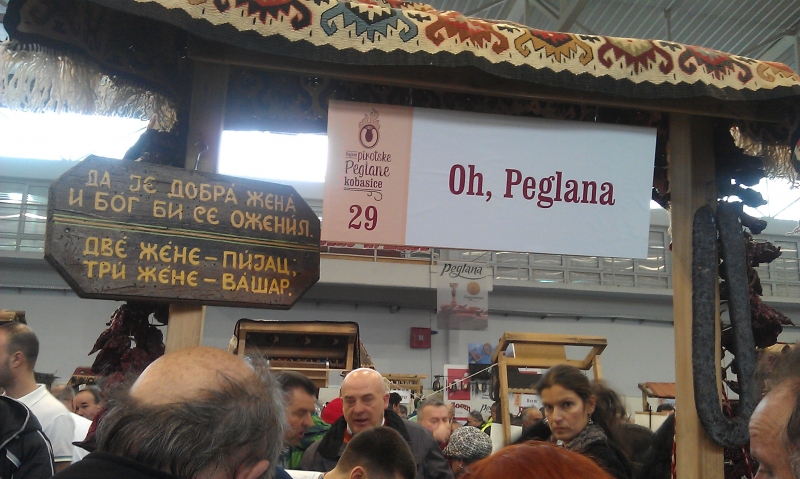 ДА ЈЕ ДОБРА ЖЕНА
И БОГ БИ СЕ ОЖЕНИЛ.
ДВЕ ЖЕНЕ – ПИЈАЦ,
ТРИ ЖЕНЕ – ВАШАР.
pirotske
Peglane
kobasice
29
Oh, Peglana
Peglana